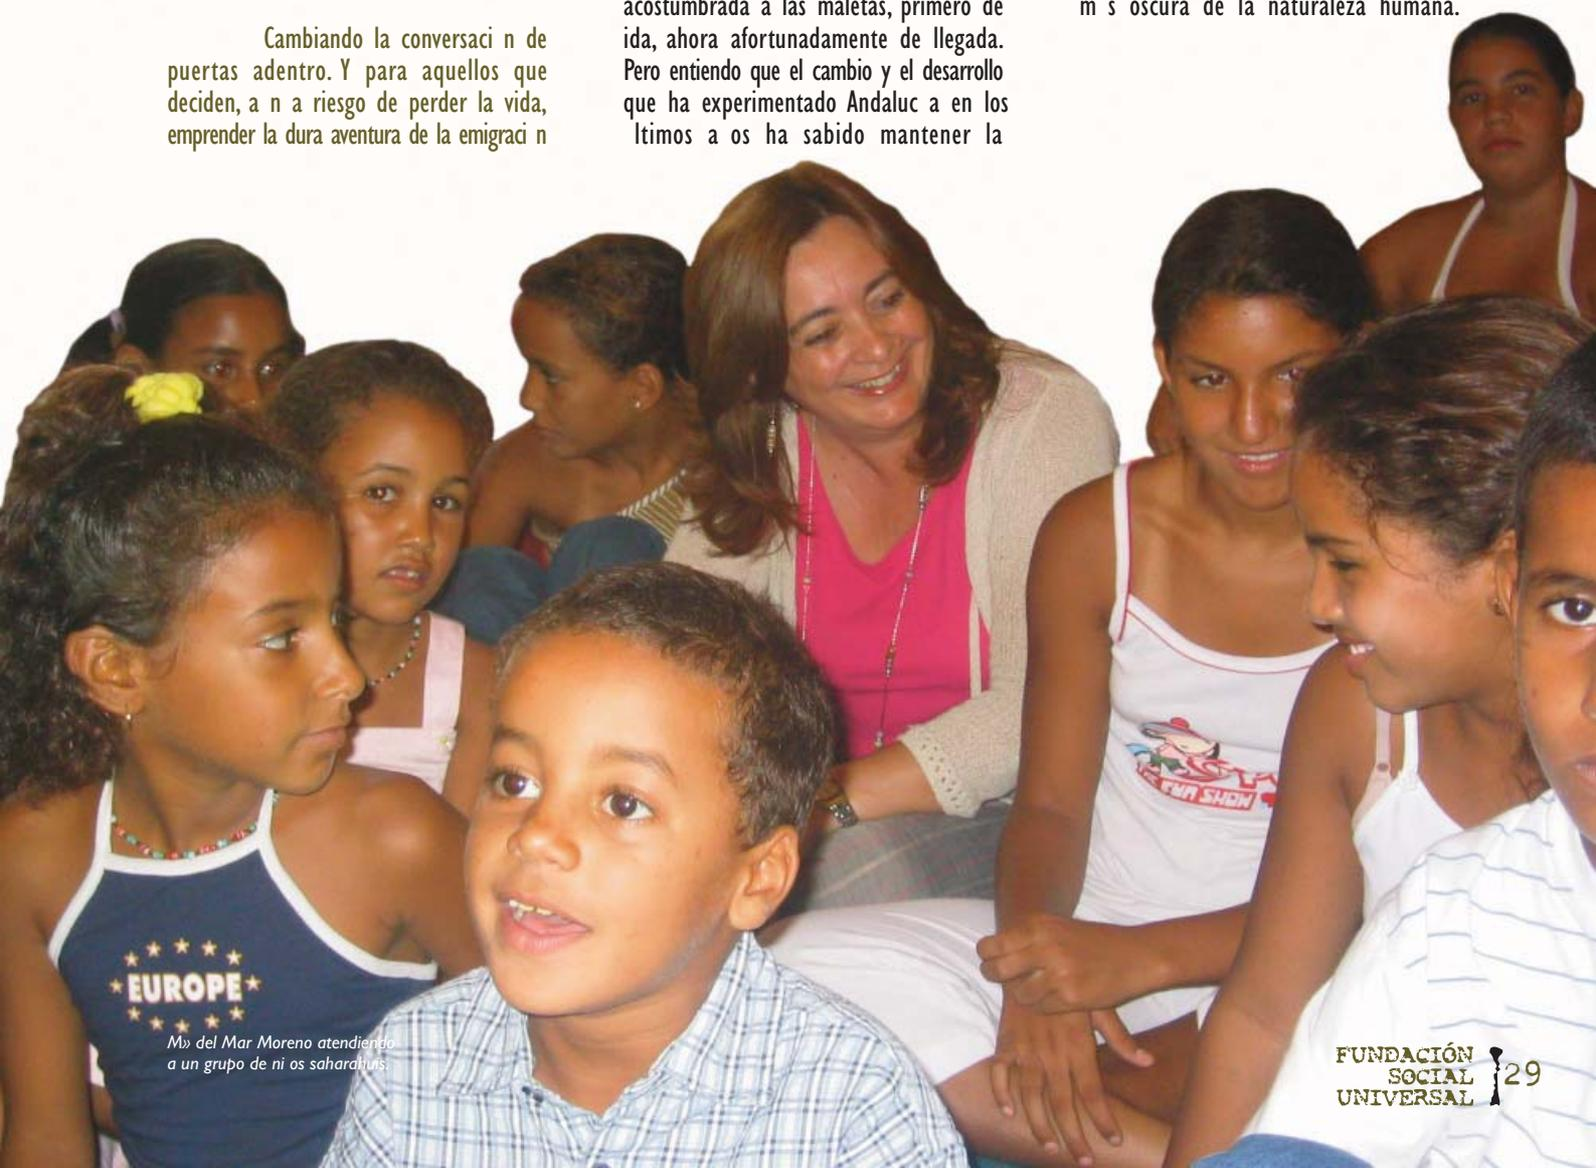 Cambiando la conversaci n de
puertas adentro. Y para aquellos que
deciden, a n a riesgo de perder la vida,
emprender la dura aventura de la emigraci n
acostumbrada a las maletas, primero de
ida, ahora afortunadamente de llegada.
Pero entiendo que el cambio y el desarrollo
que ha experimentado Andaluc a en los
ltimos a os ha sabido mantener la
m s oscura de la naturaleza humana.
EUROPE
SHOW
M» del Mar Moreno atendiendo
a un grupo de ni os saharahuis.
FUNDACIÓN
SOCIAL
UNIVERSAL
29